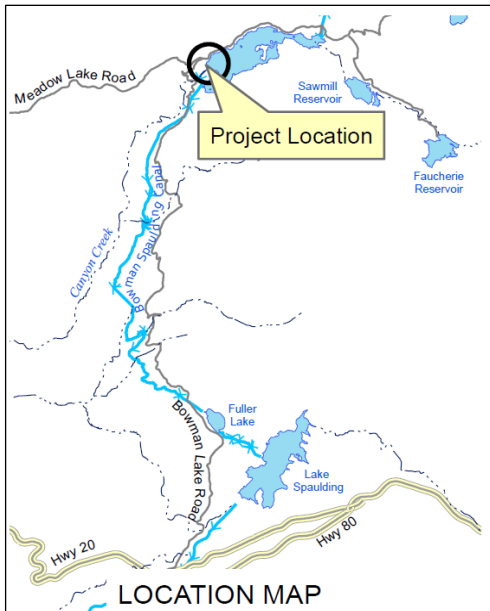 Meadow Lake Road
Sawmill
Reservoir
Project Location
Faucherie
Reservoir
Canyon Creek
Bowman Spaulding Canal
Bowman Lake Road
Fuller
Lake
Lake
Spaulding
Hwy 20
Hwy 80
LOCATION MAP